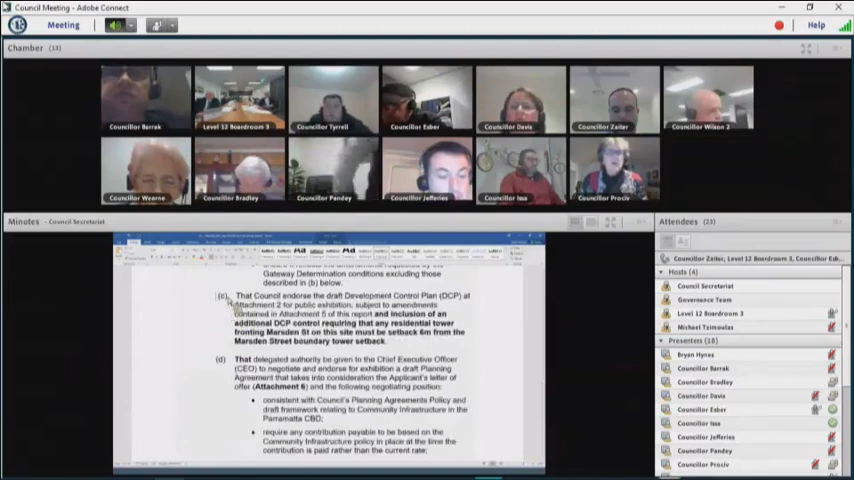 Council Meeting - Adobe Connect
Meeting
Help
Chamber (13)
Councillor Barrak
Level 12 Boardroom 3
Councillor Tyrrell
Councillor Esber
Councillor Davis
Councillor Zaiter
Councillor Wilson 2
Councillor Wearne
Councillor Bradley
Councillor Pandey
Councillor Jefferies
Councillor Issa
Councillor Prociv
Minutes - Council Secretariat
Gateway Determination conditions excluding those
described in (b) below.
(c) That Council endorse the draft Development Control Plan (DCP) at
Attachment 2 for public exhibition, subject to amendments
contained in Attachment 5 of this report and inclusion of an
additional DCP control requiring that any residential tower
fronting Marsden St on this site must be setback 6m from the
Marsden Street boundary tower setback.
(d) That delegated authority be given to the Chief Executive Officer
(CEO) to negotiate and endorse for exhibition a draft Planning
Agreement that takes into consideration the Applicant's letter of
offer (Attachment 6) and the following negotiating position:
• consistent with Council's Planning Agreements Policy and
draft framework relating to Community Infrastructure in the
Parramatta CBD;
• require any contribution payable to be based on the
Community Infrastructure policy in place at the time the
contribution is paid rather than the current rate;
Attendees (23)
Councillor Zaiter, Level 12 Boardroom 3, Councillor Esb...
Hosts (4)
Council Secretariat
Governance Team
Level 12 Boardroom 3
Michael Tzimoulas
Presenters (18)
Bryan Hynes
Councillor Barrak
Councillor Bradley
Councillor Davis
Councillor Esber
Councillor Issa
Councillor Jefferies
Councillor Pandey
Councillor Prociv